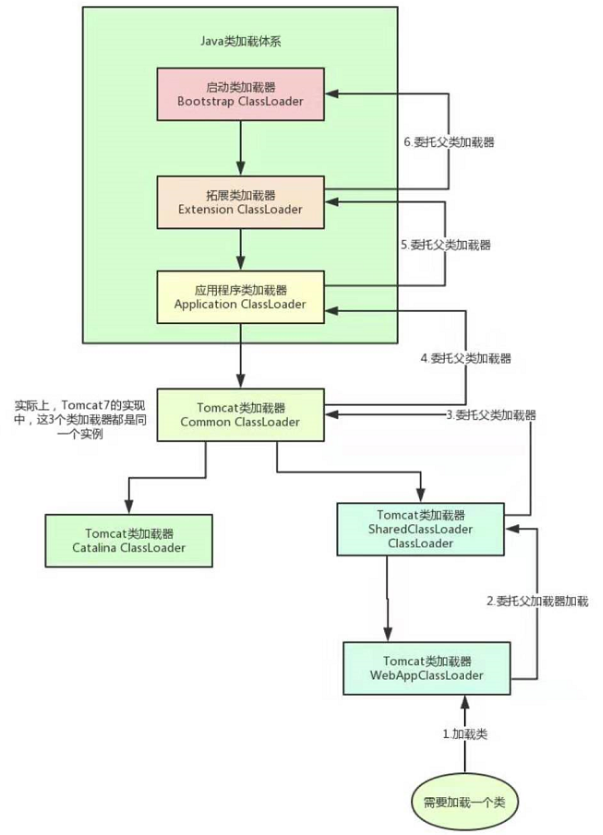 Java类加载体系
启动类加载器
Bootstrap ClassLoader
6.委托父类加载器
拓展类加载器
Extension ClassLoader
5.委托父类加载器
应用程序类加载器
Application ClassLoader
4.委托父类加载器
实际上，Tomcat7的实现
中，这3个类加载器都是同
一个实例
Tomcat类加载器
Common ClassLoader
3.委托父类加载器
Tomcat类加载器
Catalina ClassLoader
Tomcat类加载器
SharedClassLoader
ClassLoader
2.委托父加载器加载
Tomcat类加载器
WebAppClassLoader
1.加载类
需要加载一个类